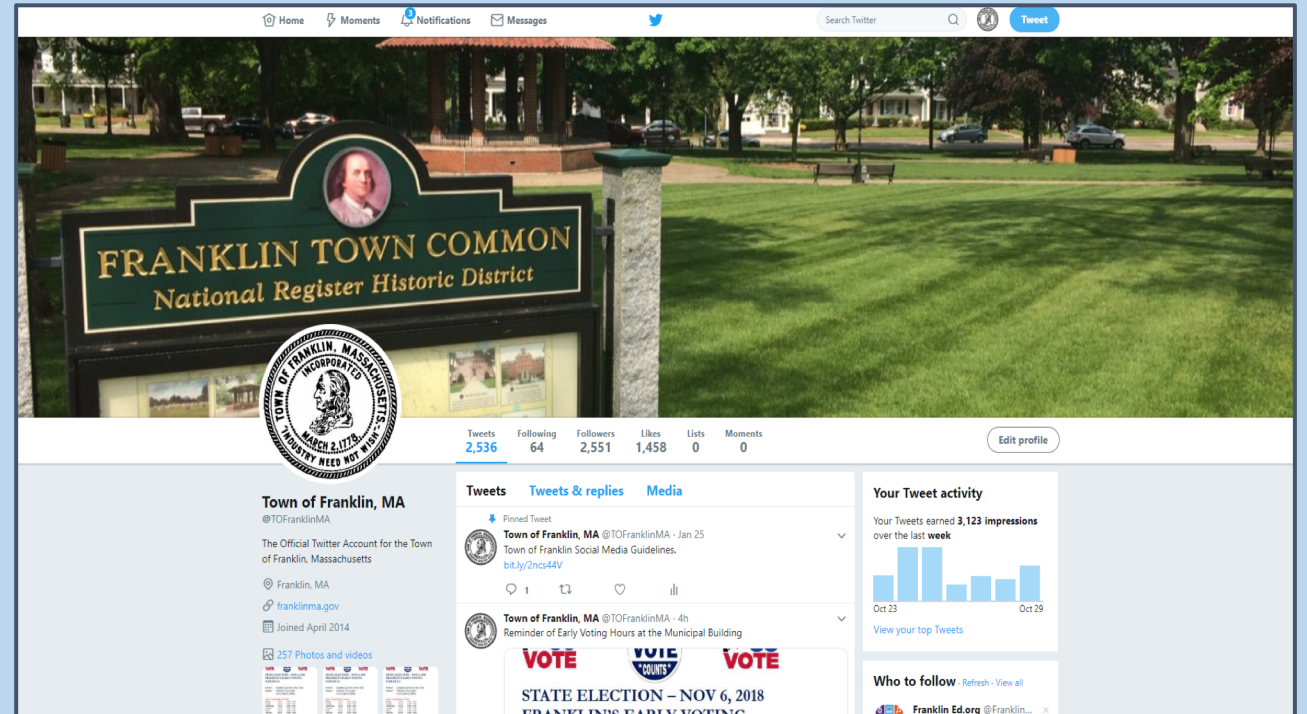 Home Moments 3 Notifications Messages Search Twitter Tweet
FRANKLIN TOWN COMMON
National Register Historic District
TOWN OF FRANKLIN, MASSACHUSETTS.
INCORPORATED
MARCH 2, 1778.
"INDUSTRY NEED NOT WISH"
Tweets Following Followers Likes Lists Moments
2,536 64 2,551 1,458 0 0
Edit profile
Town of Franklin, MA
@TOFranklinMA
The Official Twitter Account for the Town
of Franklin, Massachusetts
Franklin, MA
franklinma.gov
Joined April 2014
257 Photos and videos
Tweets Tweets & replies Media
Pinned Tweet
Town of Franklin, MA @TOFranklinMA · Jan 25
Town of Franklin Social Media Guidelines.
bit.ly/2ncs44V
1
Town of Franklin, MA @TOFranklinMA · 4h
Reminder of Early Voting Hours at the Municipal Building
VOTE VOTE VOTE
COUNTS
STATE ELECTION – NOV 6, 2018
FRANKLIN'S EARLY VOTING
Your Tweet activity
Your Tweets earned 3,123 impressions
over the last week
Oct 23 Oct 29
View your top Tweets
Who to follow · Refresh · View all
Franklin Ed.org @Franklin...